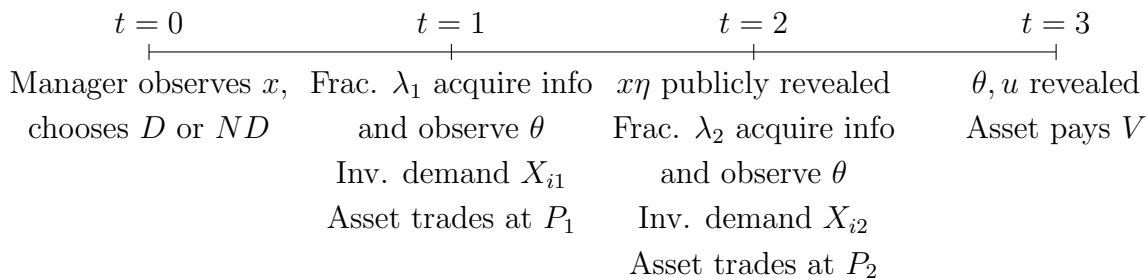 t = 0 t = 1 t = 2 t = 3
Manager observes x, Frac. λ₁ acquire info xη publicly revealed θ, u revealed
chooses D or ND and observe θ Frac. λ₂ acquire info Asset pays V
Inv. demand Xᵢ₁ and observe θ
Asset trades at P₁ Inv. demand Xᵢ₂
Asset trades at P₂